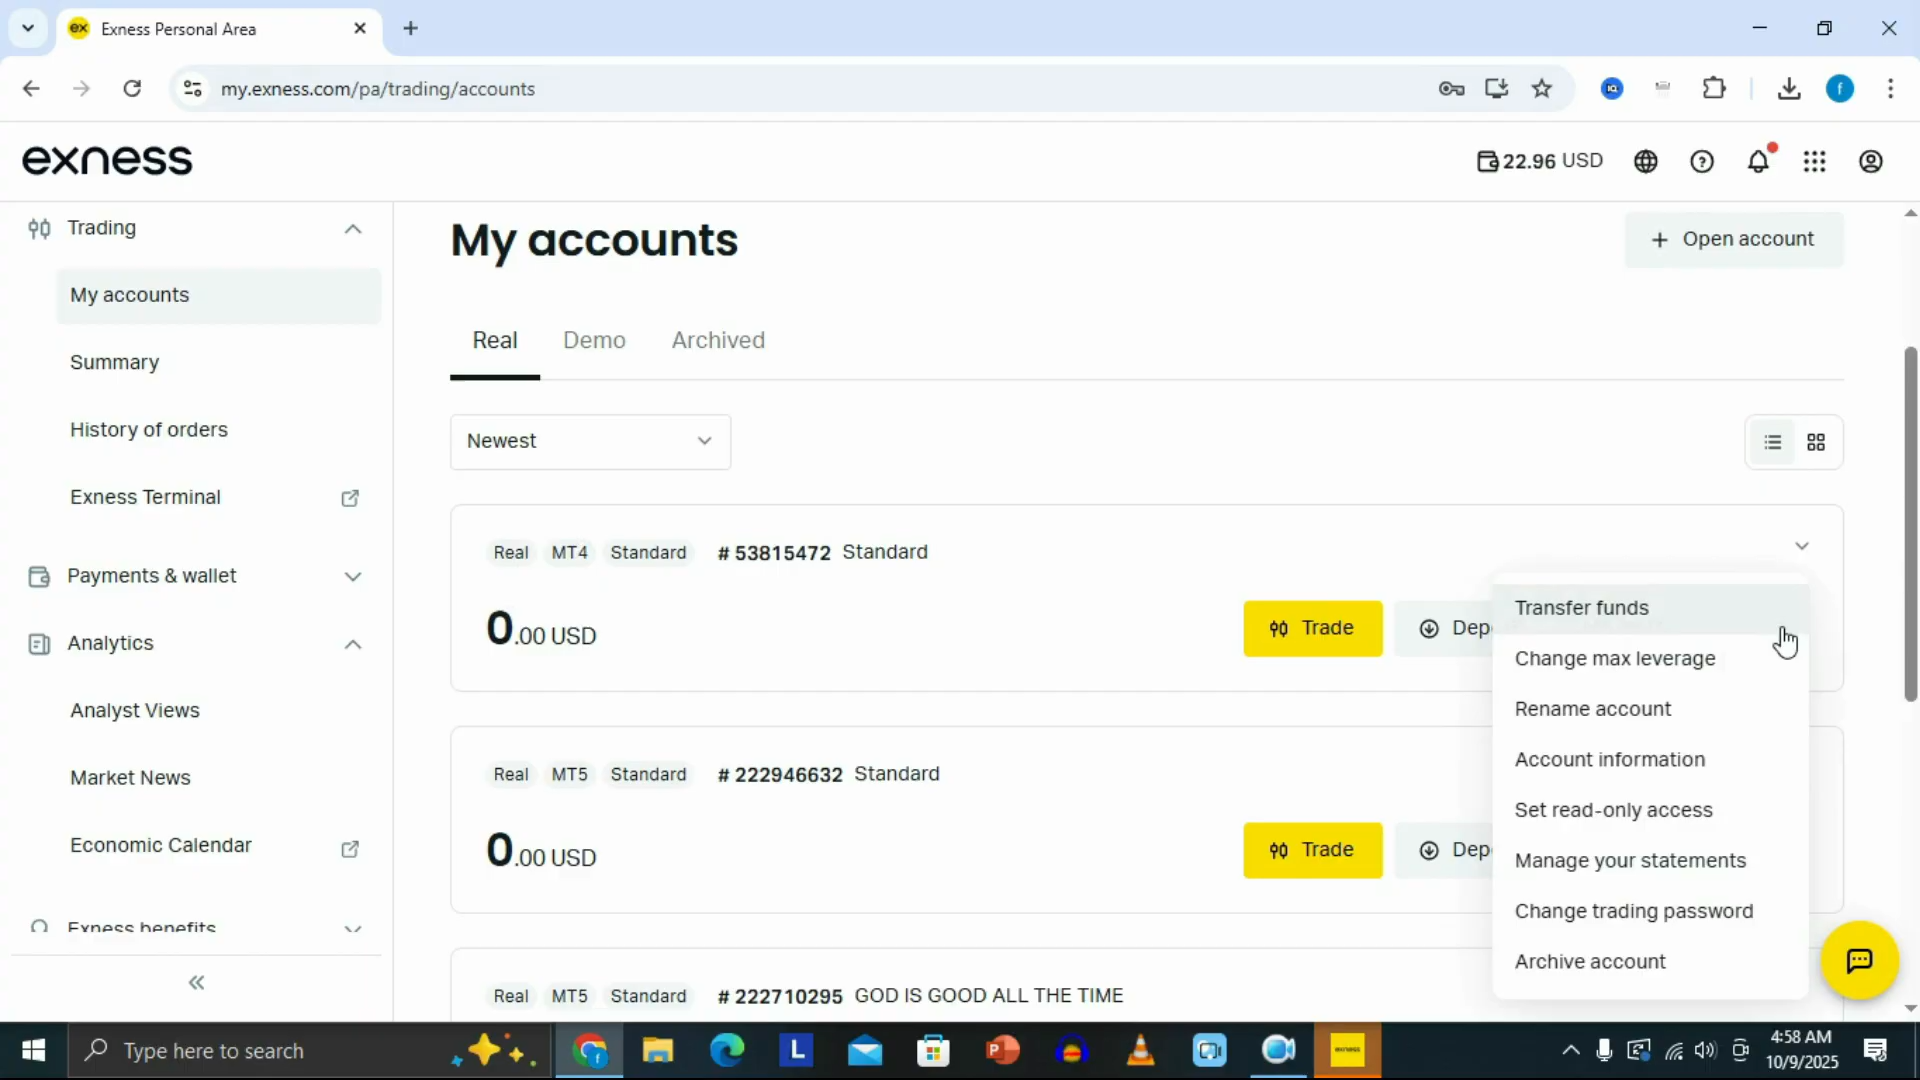 Exness Personal Area
my.exness.com/pa/trading/accounts
exness
22.96 USD
Trading
My accounts
Summary
History of orders
Exness Terminal
Payments & wallet
Analytics
Analyst Views
Market News
Economic Calendar
Exness benefits
My accounts
+ Open account
Real Demo Archived
Newest
Real MT4 Standard # 53815472 Standard
0.00 USD
Trade
Dep
Real MT5 Standard # 222946632 Standard
0.00 USD
Trade
Dep
Real MT5 Standard # 222710295 GOD IS GOOD ALL THE TIME
Transfer funds
Change max leverage
Rename account
Account information
Set read-only access
Manage your statements
Change trading password
Archive account
Type here to search
4:58 AM
10/9/2025